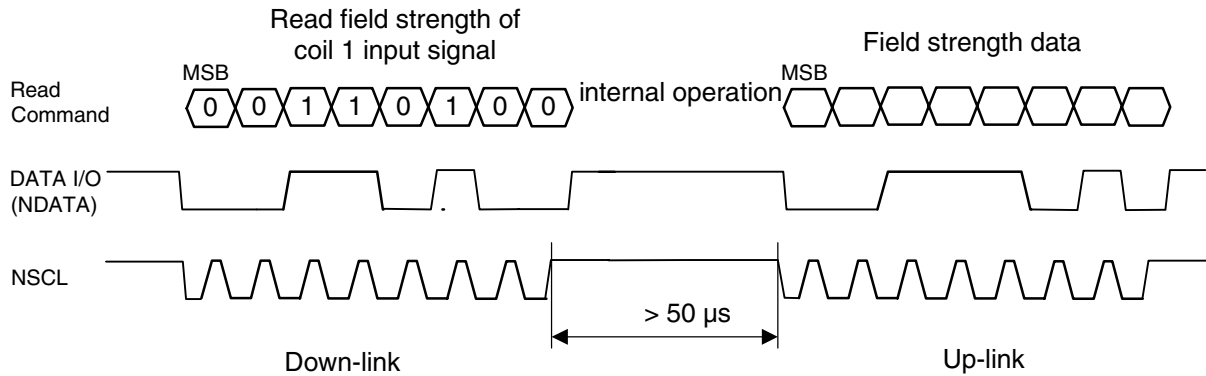 Read field strength of
coil 1 input signal
Field strength data
MSB
MSB
Read
Command
0 0 1 1 0 1 0 0
internal operation
DATA I/O
(NDATA)
NSCL
> 50 µs
Down-link
Up-link